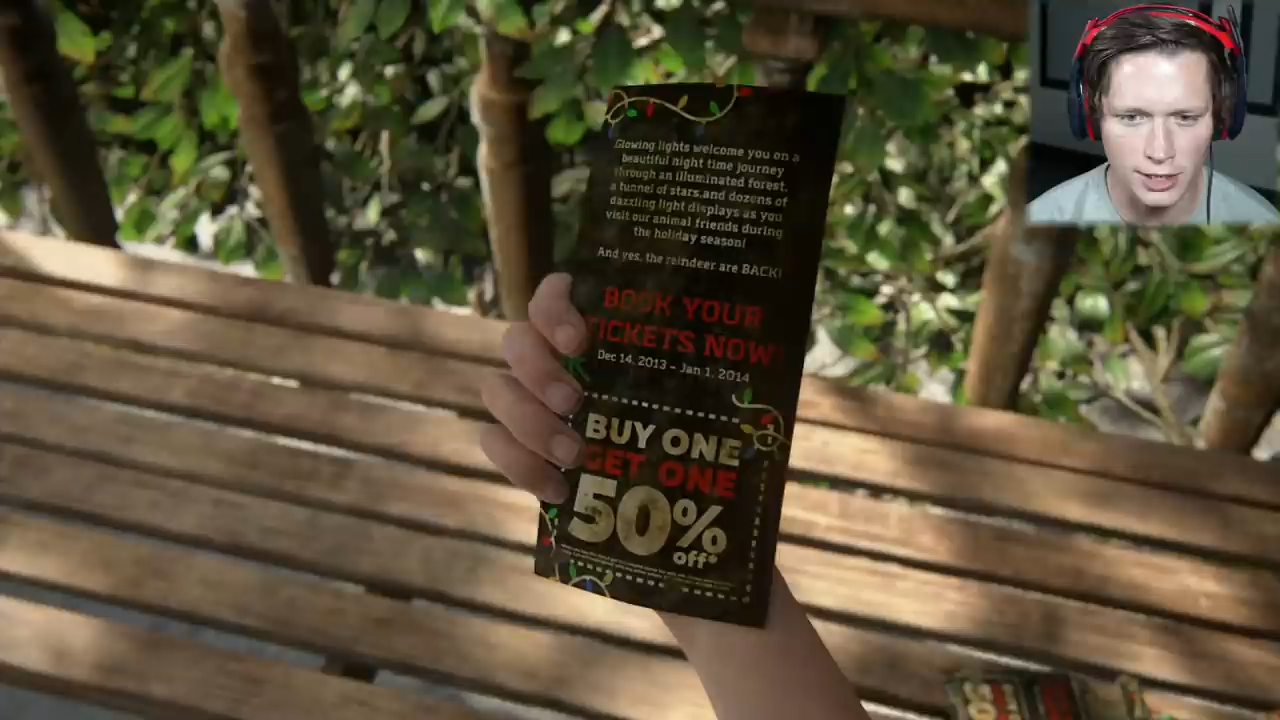 Glowing lights welcome you on a
beautiful night time journey
through an illuminated forest,
a tunnel of stars,and dozens of
dazzling light displays as you
visit our animal friends during
the holiday season!
And yes, the reindeer are BACK!
BOOK YOUR
TICKETS NOW!
Dec 14, 2013 - Jan 1, 2014
BUY ONE
GET ONE
50%
off*